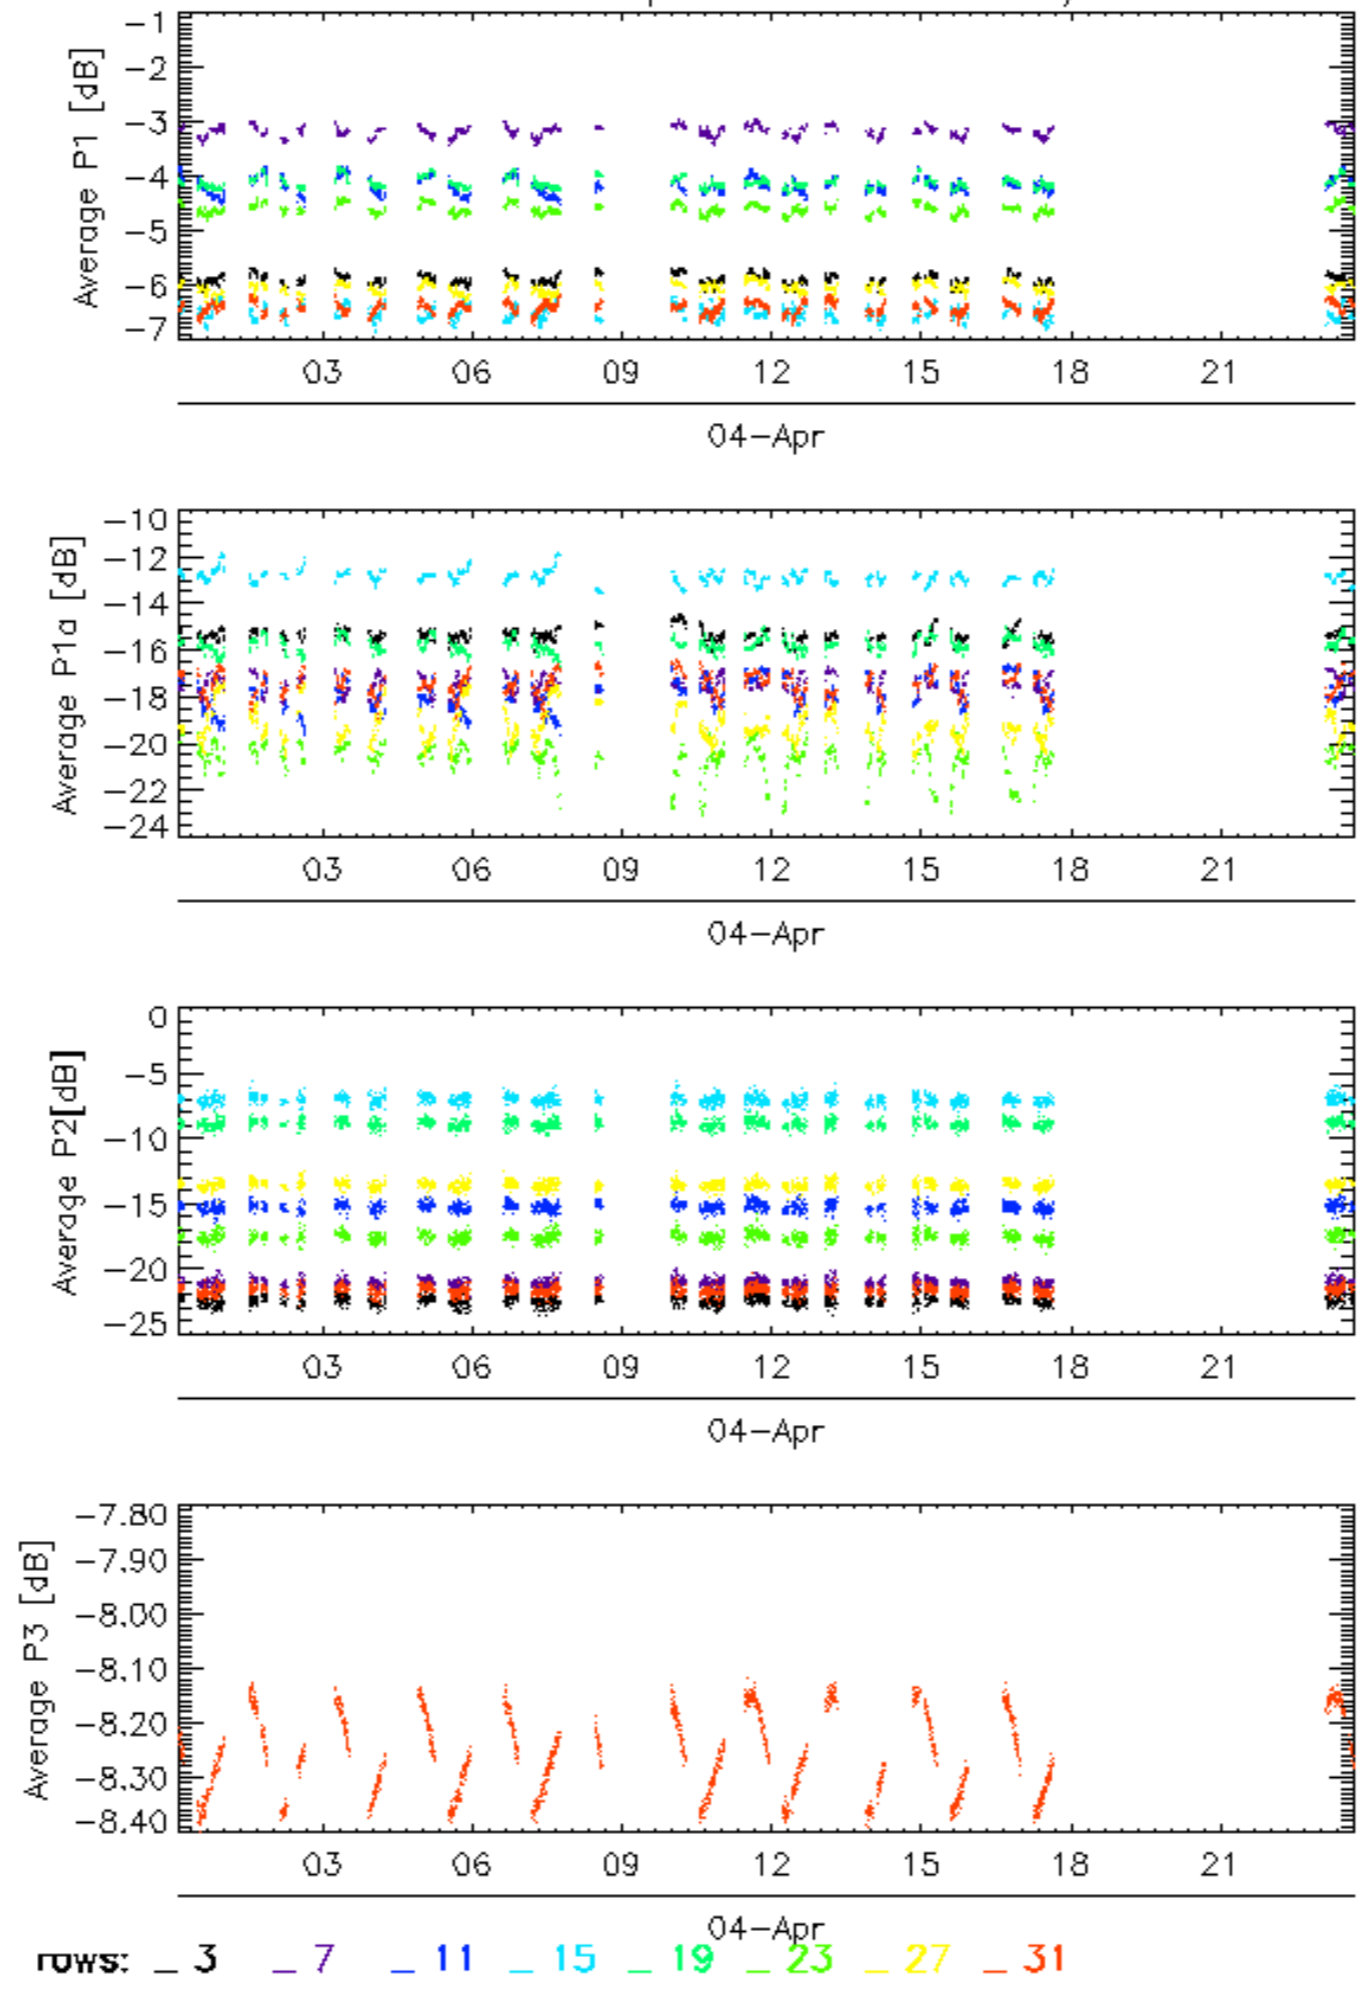 Average P1 [dB]
-1
-2
-3
-4
-5
-6
-7
03 06 09 12 15 18 21
04-Apr
Average P1a [dB]
-10
-12
-14
-16
-18
-20
-22
-24
03 06 09 12 15 18 21
04-Apr
Average P2[dB]
0
-5
-10
-15
-20
-25
03 06 09 12 15 18 21
04-Apr
Average P3 [dB]
-7.80
-7.90
-8.00
-8.10
-8.20
-8.30
-8.40
03 06 09 12 15 18 21
04-Apr
rows: _ 3 _ 7 _ 11 _ 15 _ 19 _ 23 _ 27 _ 31